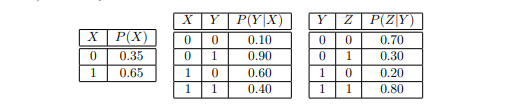 X P(X)
0 0.35
1 0.65
X Y P(Y|X)
0 0 0.10
0 1 0.90
1 0 0.60
1 1 0.40
Y Z P(Z|Y)
0 0 0.70
0 1 0.30
1 0 0.20
1 1 0.80